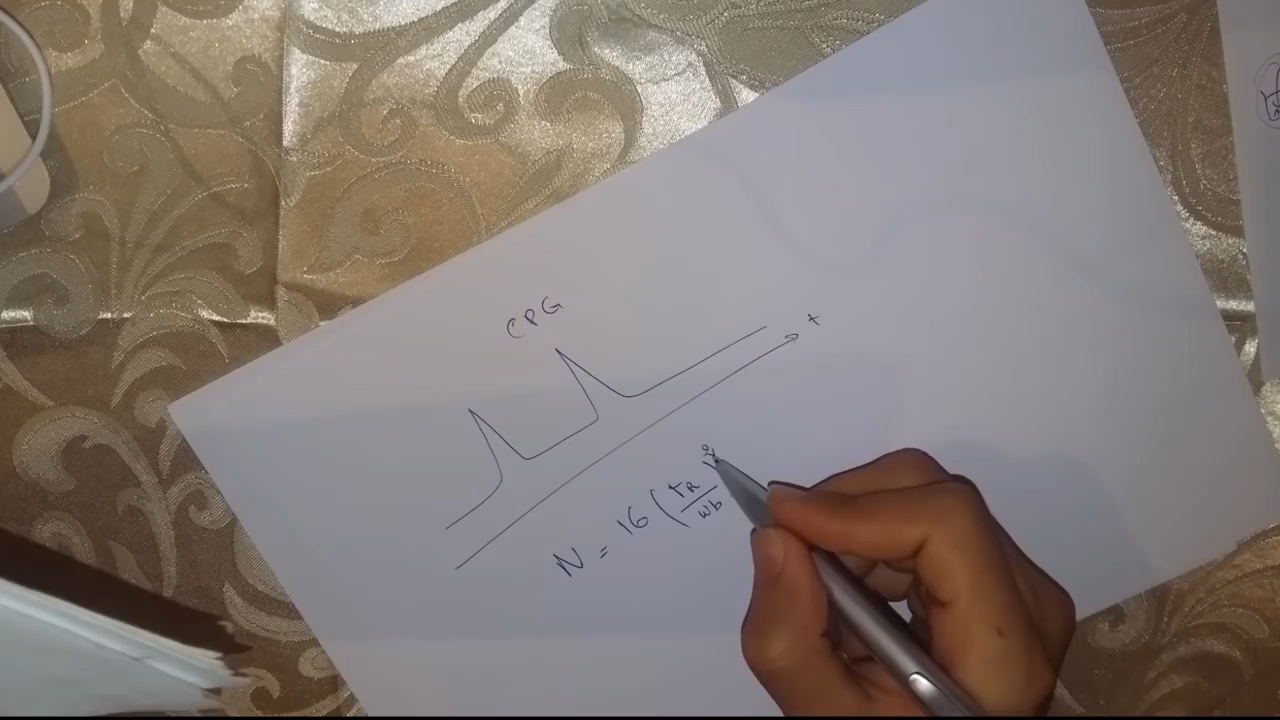 CPG
t
N = 16 (tR/wb)²